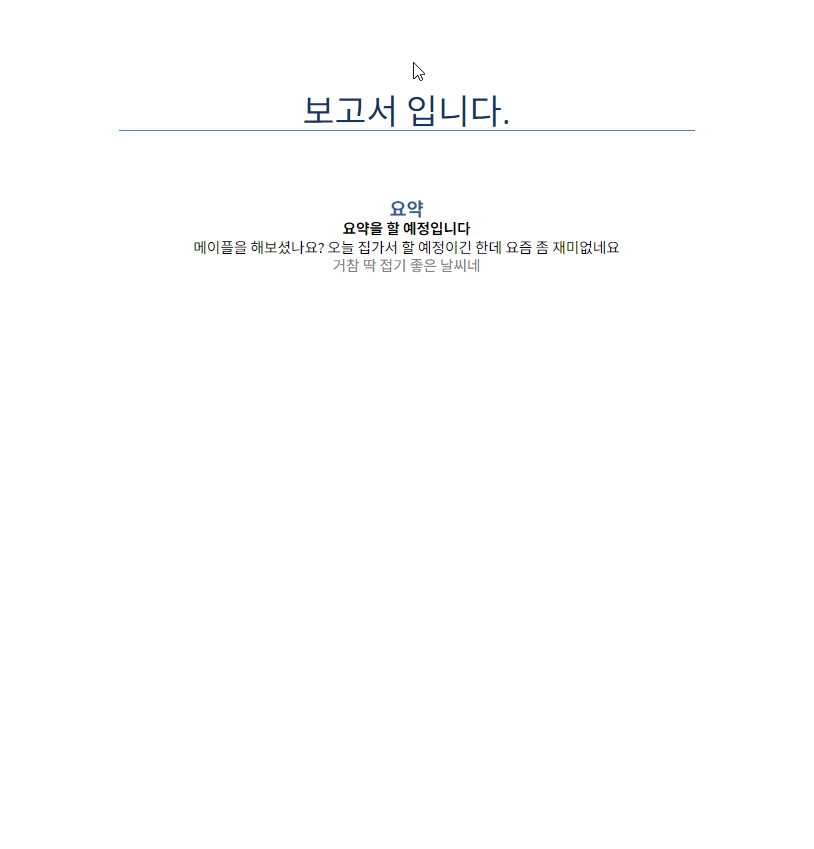 보고서 입니다.
요약
요약을 할 예정입니다
메이플을 해보셨나요? 오늘 집가서 할 예정이긴 한데 요즘 좀 재미없네요
거참 딱 접기 좋은 날씨네